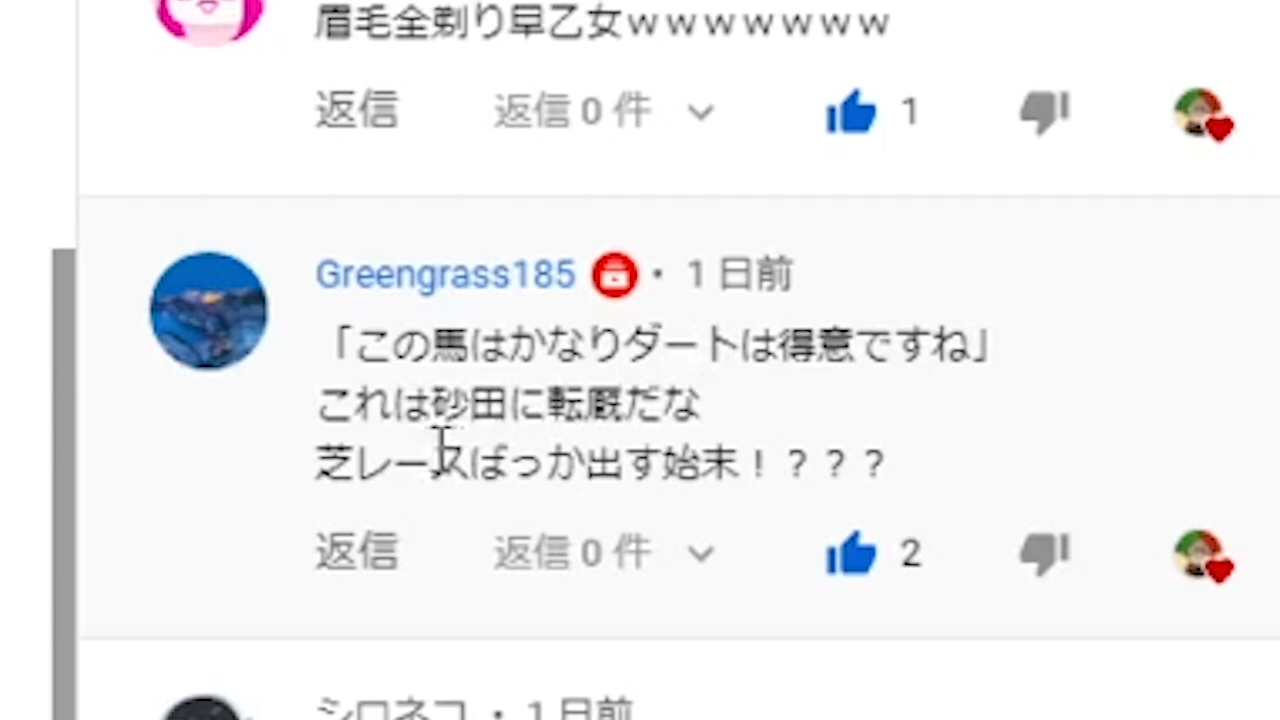 眉毛全剃り早乙女ｗｗｗｗｗｗｗ
返信 返信 0 件 1
Greengrass185 • 1 日前
「この馬はかなりダートは得意ですね」
これは砂田に転厩だな
芝レースばっか出す始末！？？？
返信 返信 0 件 2
シロネコ • 1 日前